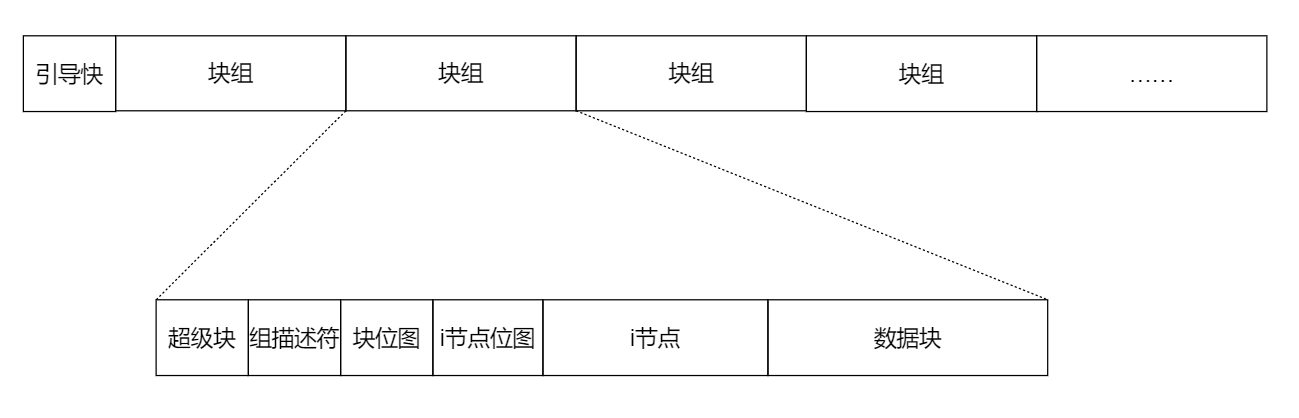 引导快 块组 块组 块组 块组 ……
超级块 组描述符 块位图 i节点位图 i节点 数据块